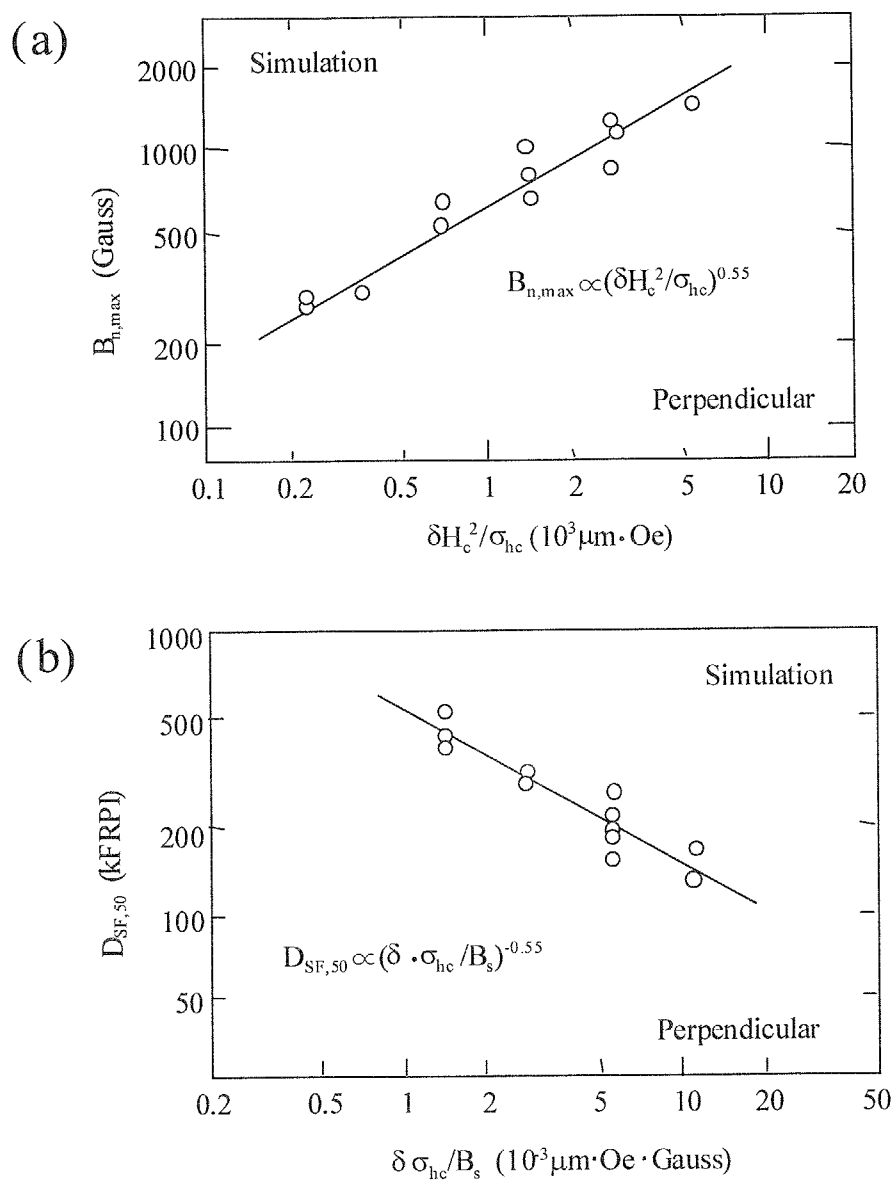 (a)
Simulation
2000
1000
500
200
100
B_n,max (Gauss)
B_n,max ∝(δH_c^2/σ_hc)^0.55
Perpendicular
0.1 0.2 0.5 1 2 5 10 20
δH_c^2/σ_hc (10^3μm·Oe)
(b)
1000
500
200
100
50
D_SF,50 (kFRPI)
Simulation
D_SF,50 ∝(δ ·σ_hc /B_s)^-0.55
Perpendicular
0.2 0.5 1 2 5 10 20 50
δ σ_hc/B_s (10^-3μm·Oe·Gauss)